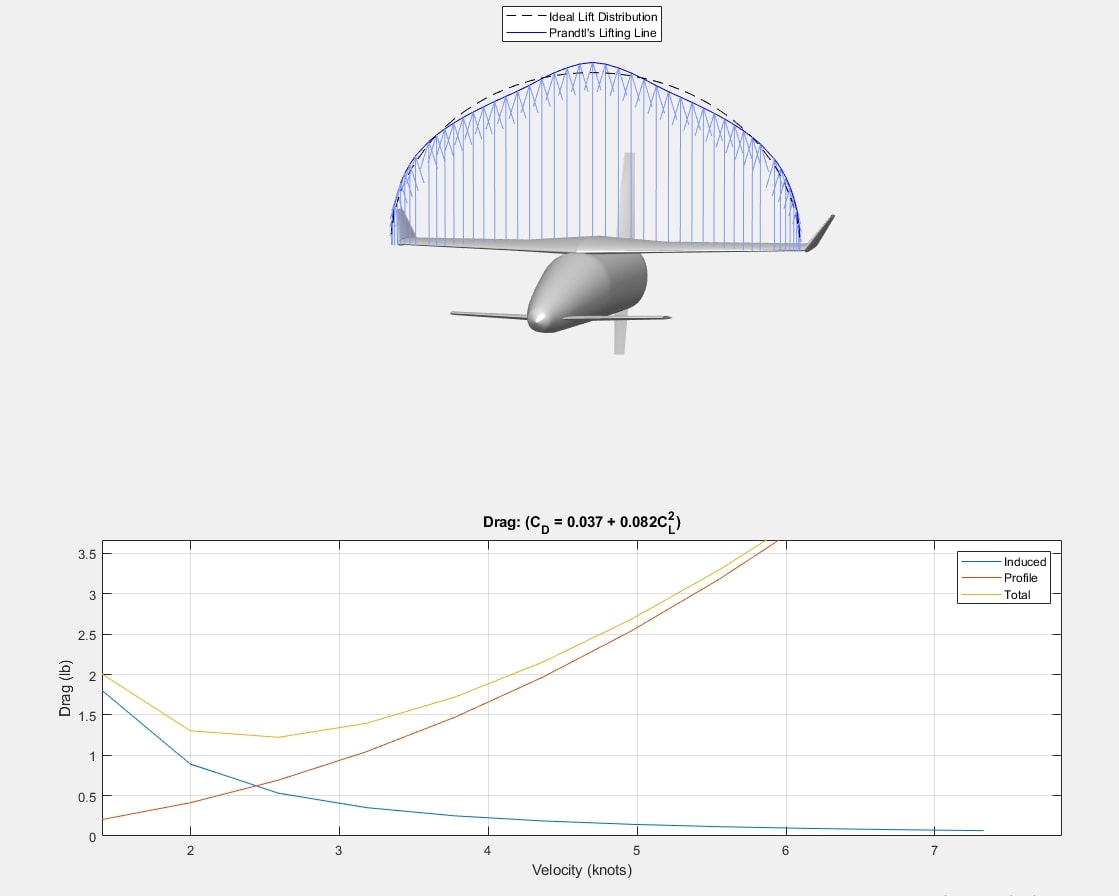 Ideal Lift Distribution
Prandtl's Lifting Line
Drag: (C_D = 0.037 + 0.082C_L^2)
Induced
Profile
Total
Drag (lb)
3.5
3
2.5
2
1.5
1
0.5
0
2 3 4 5 6 7
Velocity (knots)